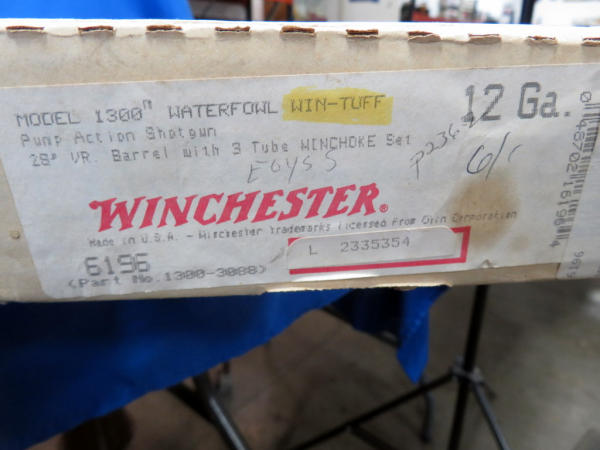 MODEL 1300™ WATERFOWL WIN-TUFF
12 Ga.
Pump Action Shotgun
28" VR. Barrel with 3 Tube WINCHOKE Set
WINCHESTER®
Made in U.S.A. - Winchester Trademarks Licensed From Olin Corporation
6196
L 2335354
(Part No. 1300-3088)